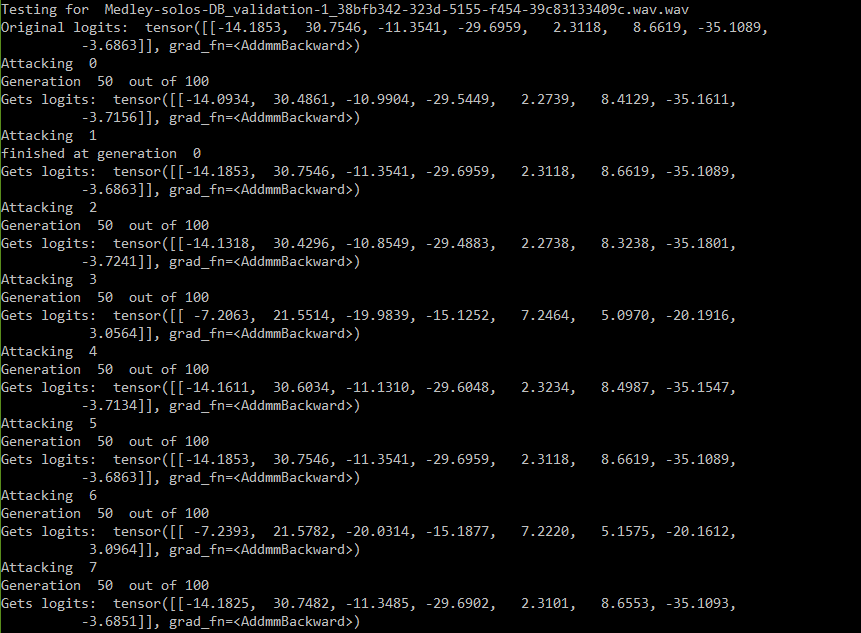 Testing for  Medley-solos-DB_validation-1_38bfb342-323d-5155-f454-39c83133409c.wav.wav
Original logits:  tensor([[-14.1853,  30.7546, -11.3541, -29.6959,   2.3118,   8.6619, -35.1089,
          -3.6863]], grad_fn=<AddmmBackward>)
Attacking  0
Generation  50  out of 100
Gets logits:  tensor([[-14.0934,  30.4861, -10.9904, -29.5449,   2.2739,   8.4129, -35.1611,
          -3.7156]], grad_fn=<AddmmBackward>)
Attacking  1
finished at generation  0
Gets logits:  tensor([[-14.1853,  30.7546, -11.3541, -29.6959,   2.3118,   8.6619, -35.1089,
          -3.6863]], grad_fn=<AddmmBackward>)
Attacking  2
Generation  50  out of 100
Gets logits:  tensor([[-14.1318,  30.4296, -10.8549, -29.4883,   2.2738,   8.3238, -35.1801,
          -3.7241]], grad_fn=<AddmmBackward>)
Attacking  3
Generation  50  out of 100
Gets logits:  tensor([[ -7.2063,  21.5514, -19.9839, -15.1252,   7.2464,   5.0970, -20.1916,
           3.0564]], grad_fn=<AddmmBackward>)
Attacking  4
Generation  50  out of 100
Gets logits:  tensor([[-14.1611,  30.6034, -11.1310, -29.6048,   2.3234,   8.4987, -35.1547,
          -3.7134]], grad_fn=<AddmmBackward>)
Attacking  5
Generation  50  out of 100
Gets logits:  tensor([[-14.1853,  30.7546, -11.3541, -29.6959,   2.3118,   8.6619, -35.1089,
          -3.6863]], grad_fn=<AddmmBackward>)
Attacking  6
Generation  50  out of 100
Gets logits:  tensor([[ -7.2393,  21.5782, -20.0314, -15.1877,   7.2220,   5.1575, -20.1612,
           3.0964]], grad_fn=<AddmmBackward>)
Attacking  7
Generation  50  out of 100
Gets logits:  tensor([[-14.1825,  30.7482, -11.3485, -29.6902,   2.3101,   8.6553, -35.1093,
          -3.6851]], grad_fn=<AddmmBackward>)